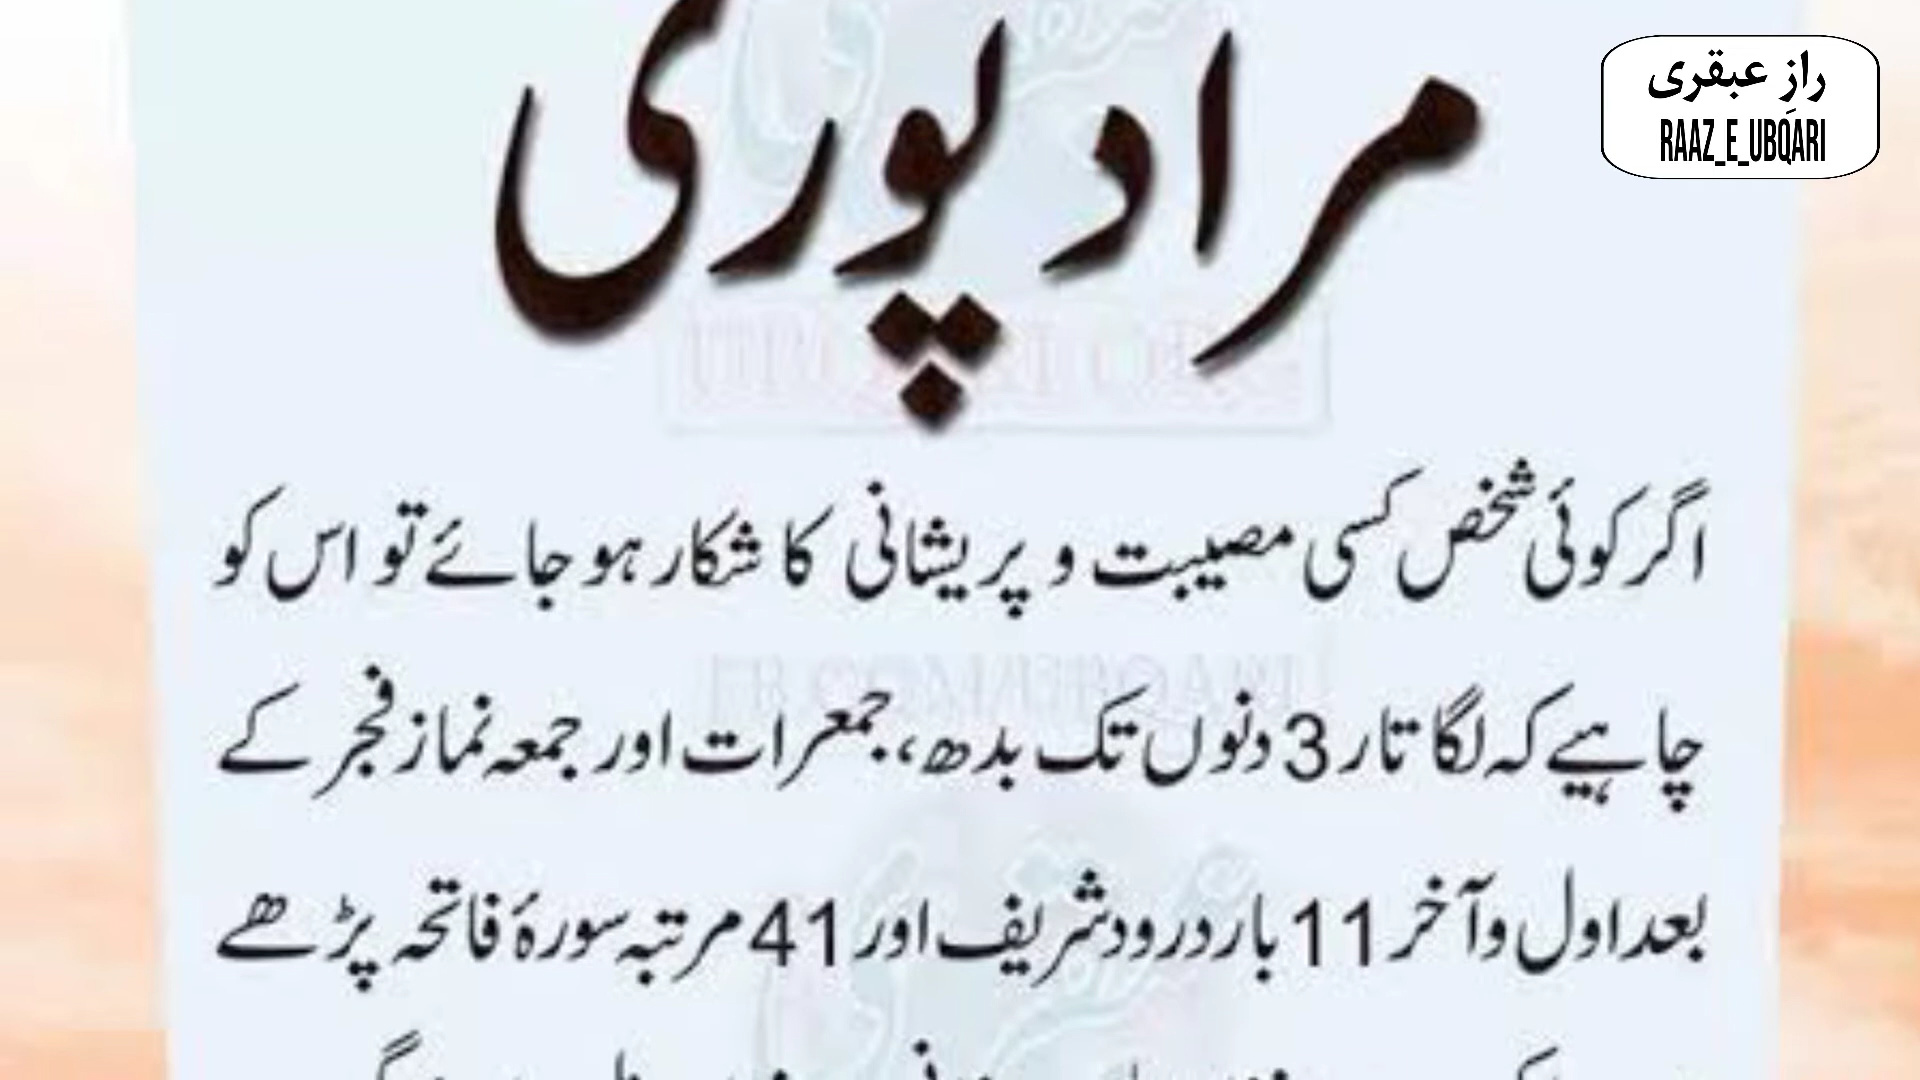 مراد پوری
رازِ عبقری
RAAZ_E_UBQARI
اگر کوئی شخص کسی مصیبت و پریشانی کا شکار ہو جائے تو اس کو
چاہیے کہ لگا تار 3 دنوں تک بدھ، جمعرات اور جمعہ نماز فجر کے
بعد اول و آخر 11 بار درود شریف اور 41 مرتبہ سورۂ فاتحہ پڑھے